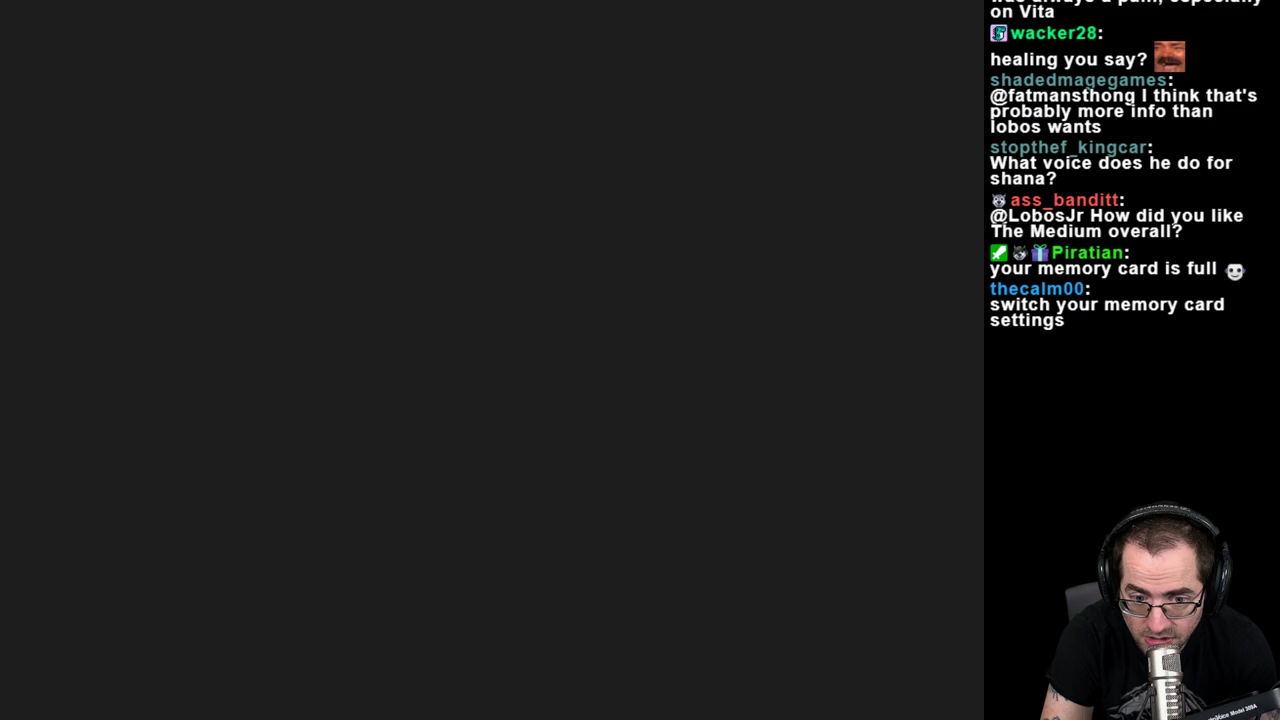 on Vita
wacker28:
healing you say?
shadedmagegames:
@fatmansthong I think that's
probably more info than
lobos wants
stopthef_kingcar:
What voice does he do for
shana?
ass_banditt:
@LobosJr How did you like
The Medium overall?
Piratian:
your memory card is full
thecalm00:
switch your memory card
settings